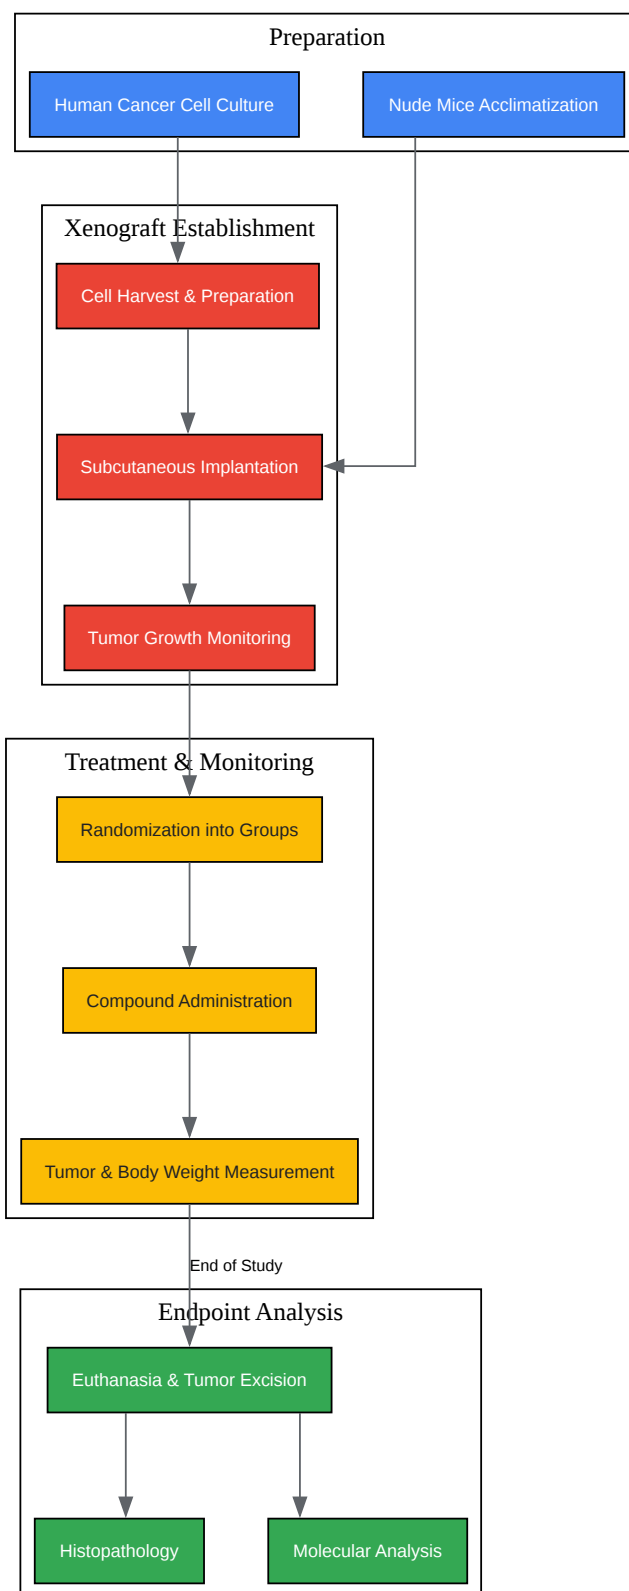 Preparation
Human Cancer Cell Culture
Nude Mice Acclimatization
Xenograft Establishment
Cell Harvest & Preparation
Subcutaneous Implantation
Tumor Growth Monitoring
Treatment & Monitoring
Randomization into Groups
Compound Administration
Tumor & Body Weight Measurement
End of Study
Endpoint Analysis
Euthanasia & Tumor Excision
Histopathology
Molecular Analysis